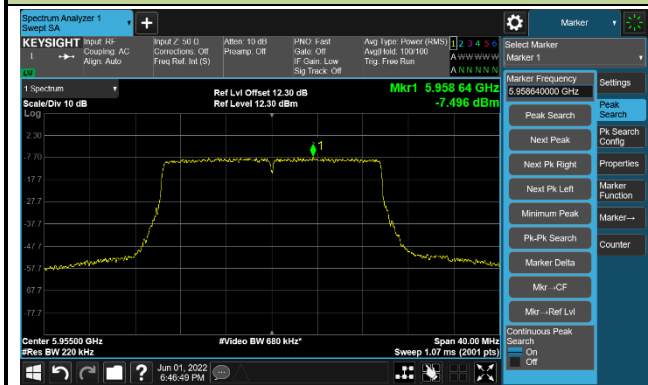 Spectrum Analyzer 1
Swept SA
Marker
KEYSIGHT
Input: RF
Coupling: AC
Align: Auto
Input Z: 50 Ω
Corrections: Off
Freq Ref: Int (S)
Atten: 10 dB
Preamp: Off
PNO: Fast
Gate: Off
IF Gain: Low
Sig Track: Off
Avg Type: Power (RMS)
Avg|Hold: 100/100
Trig: Free Run
1 2 3 4 5 6
A W W W W W
A N N N N N
L
Select Marker
Marker 1
1 Spectrum
Scale/Div 10 dB
Log
Ref Lvl Offset 12.30 dB
Ref Level 12.30 dBm
Mkr1 5.958 64 GHz
-7.496 dBm
Marker Frequency
5.958640000 GHz
Settings
Peak Search
Next Peak
Next Pk Right
Next Pk Left
Minimum Peak
Pk-Pk Search
Marker Delta
Mkr→CF
Mkr→Ref Lvl
Continuous Peak
Search
On
Off
Peak
Search
Pk Search
Config
Properties
Marker
Function
Marker→
Counter
2.30
-7.70
-17.7
-27.7
-37.7
-47.7
-57.7
-67.7
-77.7
1
Center 5.95500 GHz
#Res BW 220 kHz
#Video BW 680 kHz*
Span 40.00 MHz
Sweep 1.07 ms (2001 pts)
Jun 01, 2022
6:46:49 PM